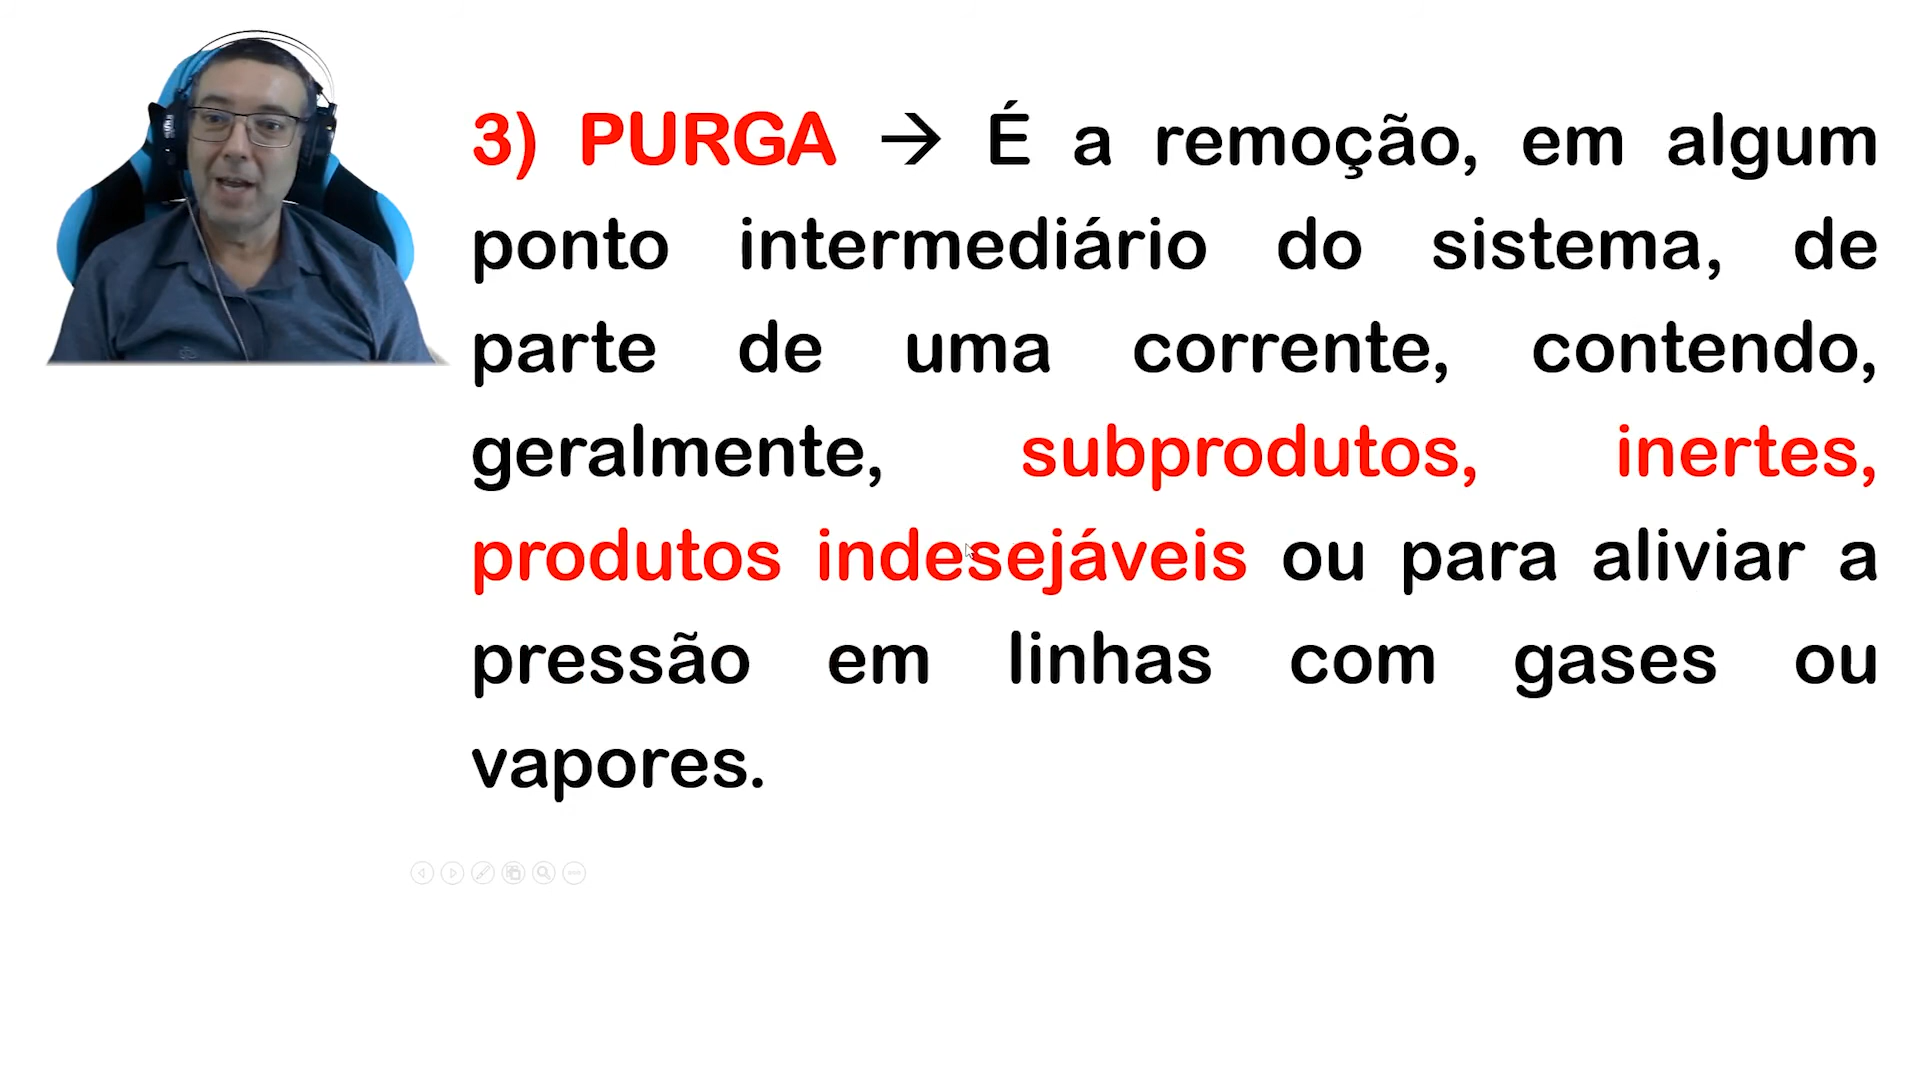 3) PURGA → É a remoção, em algum
ponto intermediário do sistema, de
parte de uma corrente, contendo,
geralmente, subprodutos, inertes,
produtos indesejáveis ou para aliviar a
pressão em linhas com gases ou
vapores.